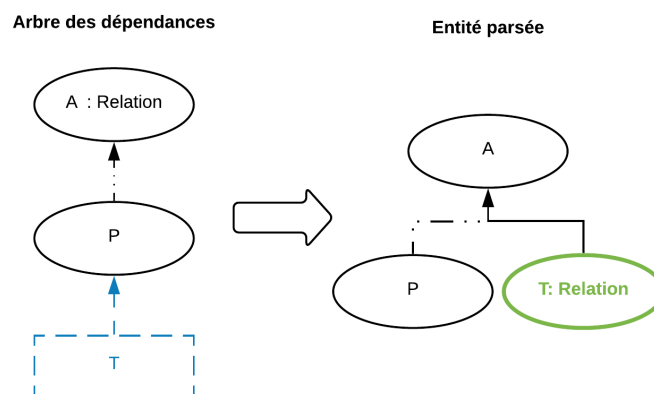 Arbre des dépendances
Entité parsée
A : Relation
A
P
P
T: Relation
T